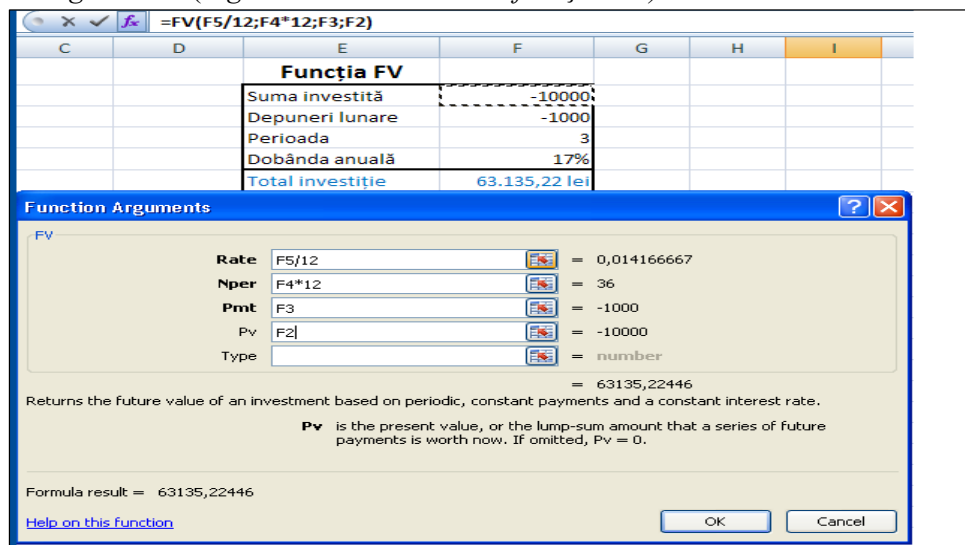 =FV(F5/12;F4*12;F3;F2)
C D E F G H I
Funcția FV
Suma investită -10000
Depuneri lunare -1000
Perioada 3
Dobânda anuală 17%
Total investiție 63.135,22 lei
Function Arguments
FV
Rate F5/12 = 0,014166667
Nper F4*12 = 36
Pmt F3 = -1000
Pv F2 = -10000
Type = number
= 63135,22446
Returns the future value of an investment based on periodic, constant payments and a constant interest rate.
Pv is the present value, or the lump-sum amount that a series of future
payments is worth now. If omitted, Pv = 0.
Formula result = 63135,22446
Help on this function OK Cancel